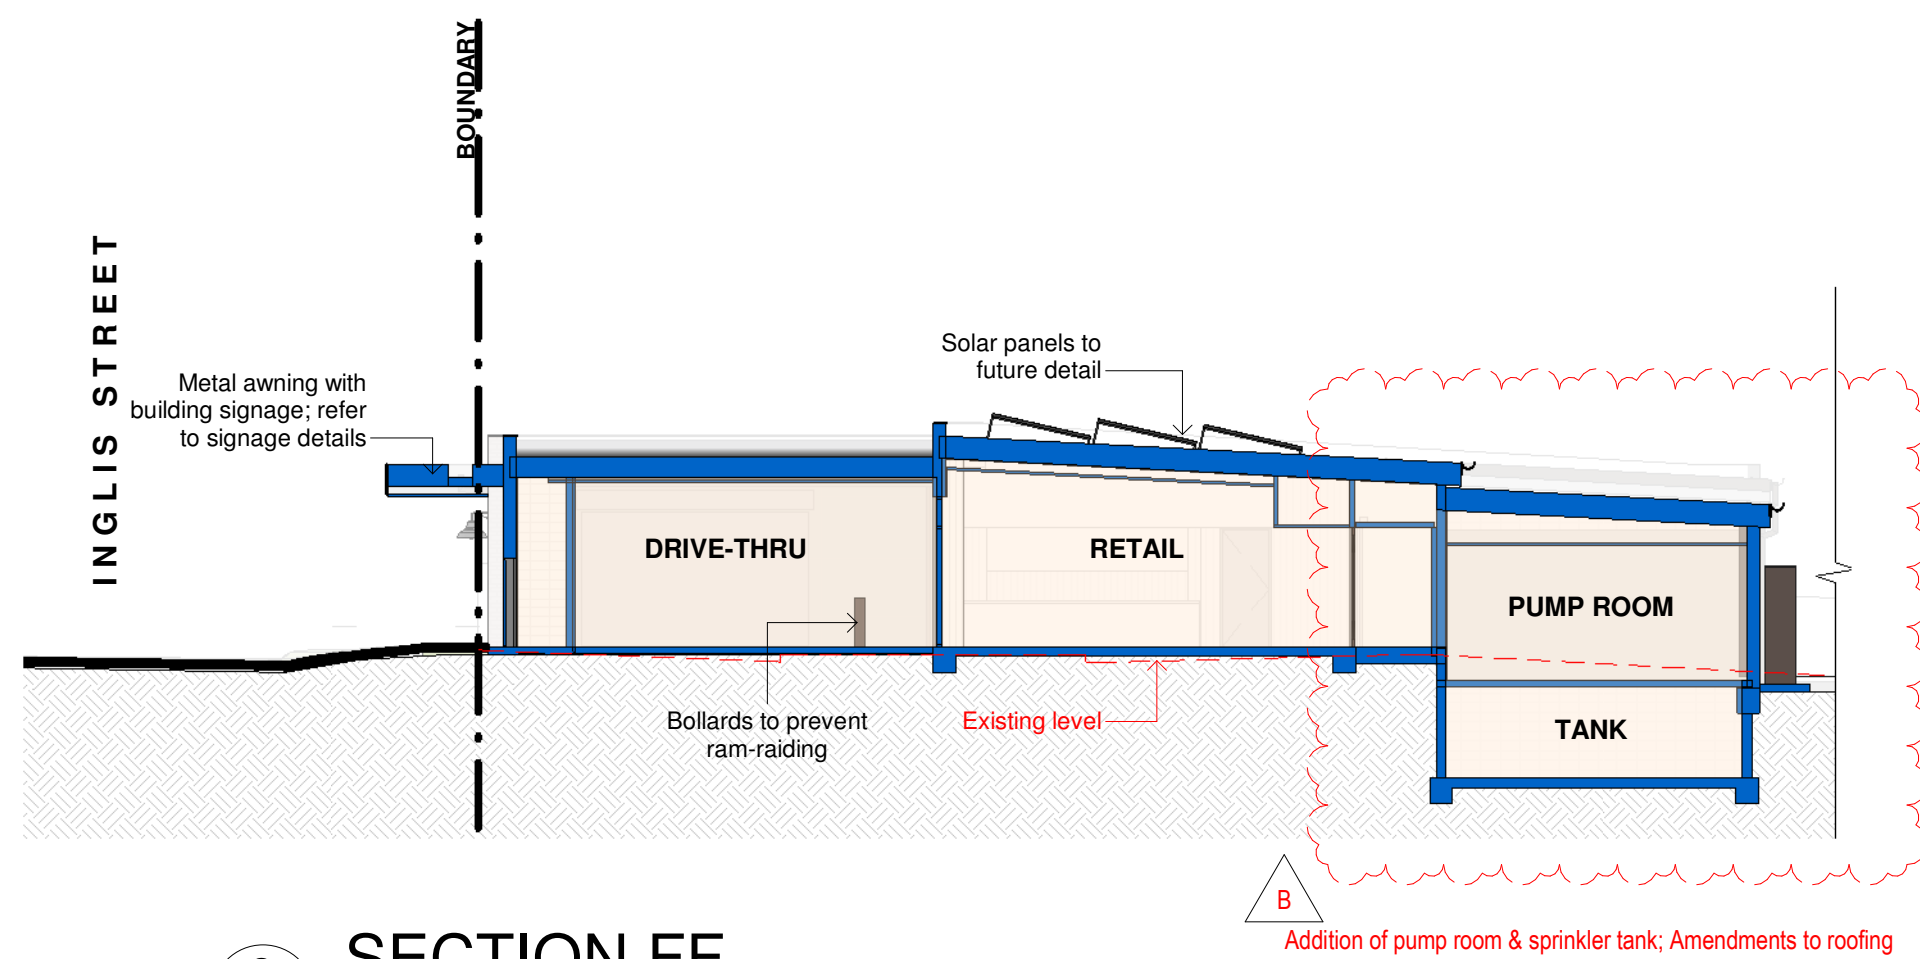 BOUNDARY
INGLIS STREET
Metal awning with
building signage; refer
to signage details
Solar panels to
future detail
DRIVE-THRU
RETAIL
PUMP ROOM
TANK
Bollards to prevent
ram-raiding
Existing level
B
Addition of pump room & sprinkler tank; Amendments to roofing